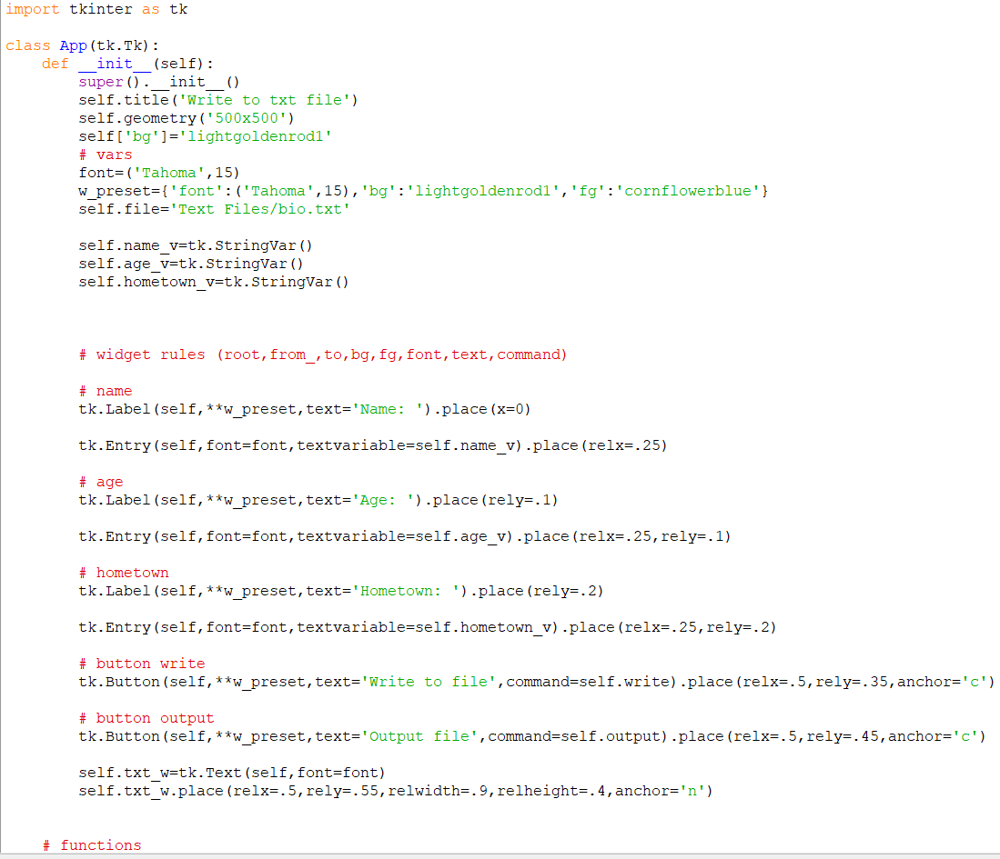 import tkinter as tk
class App(tk.Tk):
    def __init__(self):
        super().__init__()
        self.title('Write to txt file')
        self.geometry('500x500')
        self['bg']='lightgoldenrod1'
        # vars
        font=('Tahoma',15)
        w_preset={'font':('Tahoma',15),'bg':'lightgoldenrod1','fg':'cornflowerblue'}
        self.file='Text Files/bio.txt'
        self.name_v=tk.StringVar()
        self.age_v=tk.StringVar()
        self.hometown_v=tk.StringVar()
        # widget rules (root,from_,to,bg,fg,font,text,command)
        # name
        tk.Label(self,**w_preset,text='Name: ').place(x=0)
        tk.Entry(self,font=font,textvariable=self.name_v).place(relx=.25)
        # age
        tk.Label(self,**w_preset,text='Age: ').place(rely=.1)
        tk.Entry(self,font=font,textvariable=self.age_v).place(relx=.25,rely=.1)
        # hometown
        tk.Label(self,**w_preset,text='Hometown: ').place(rely=.2)
        tk.Entry(self,font=font,textvariable=self.hometown_v).place(relx=.25,rely=.2)
        # button write
        tk.Button(self,**w_preset,text='Write to file',command=self.write).place(relx=.5,rely=.35,anchor='c')
        # button output
        tk.Button(self,**w_preset,text='Output file',command=self.output).place(relx=.5,rely=.45,anchor='c')
        self.txt_w=tk.Text(self,font=font)
        self.txt_w.place(relx=.5,rely=.55,relwidth=.9,relheight=.4,anchor='n')
    # functions